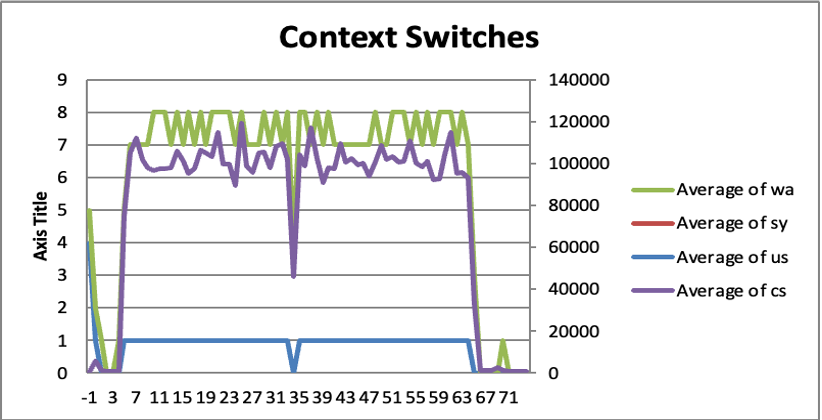 Context Switches
9
8
7
6
5
4
3
2
1
0
Axis Title
140000
120000
100000
80000
60000
40000
20000
0
-1 3 7 11 15 19 23 27 31 35 39 43 47 51 55 59 63 67 71
Average of wa
Average of sy
Average of us
Average of cs